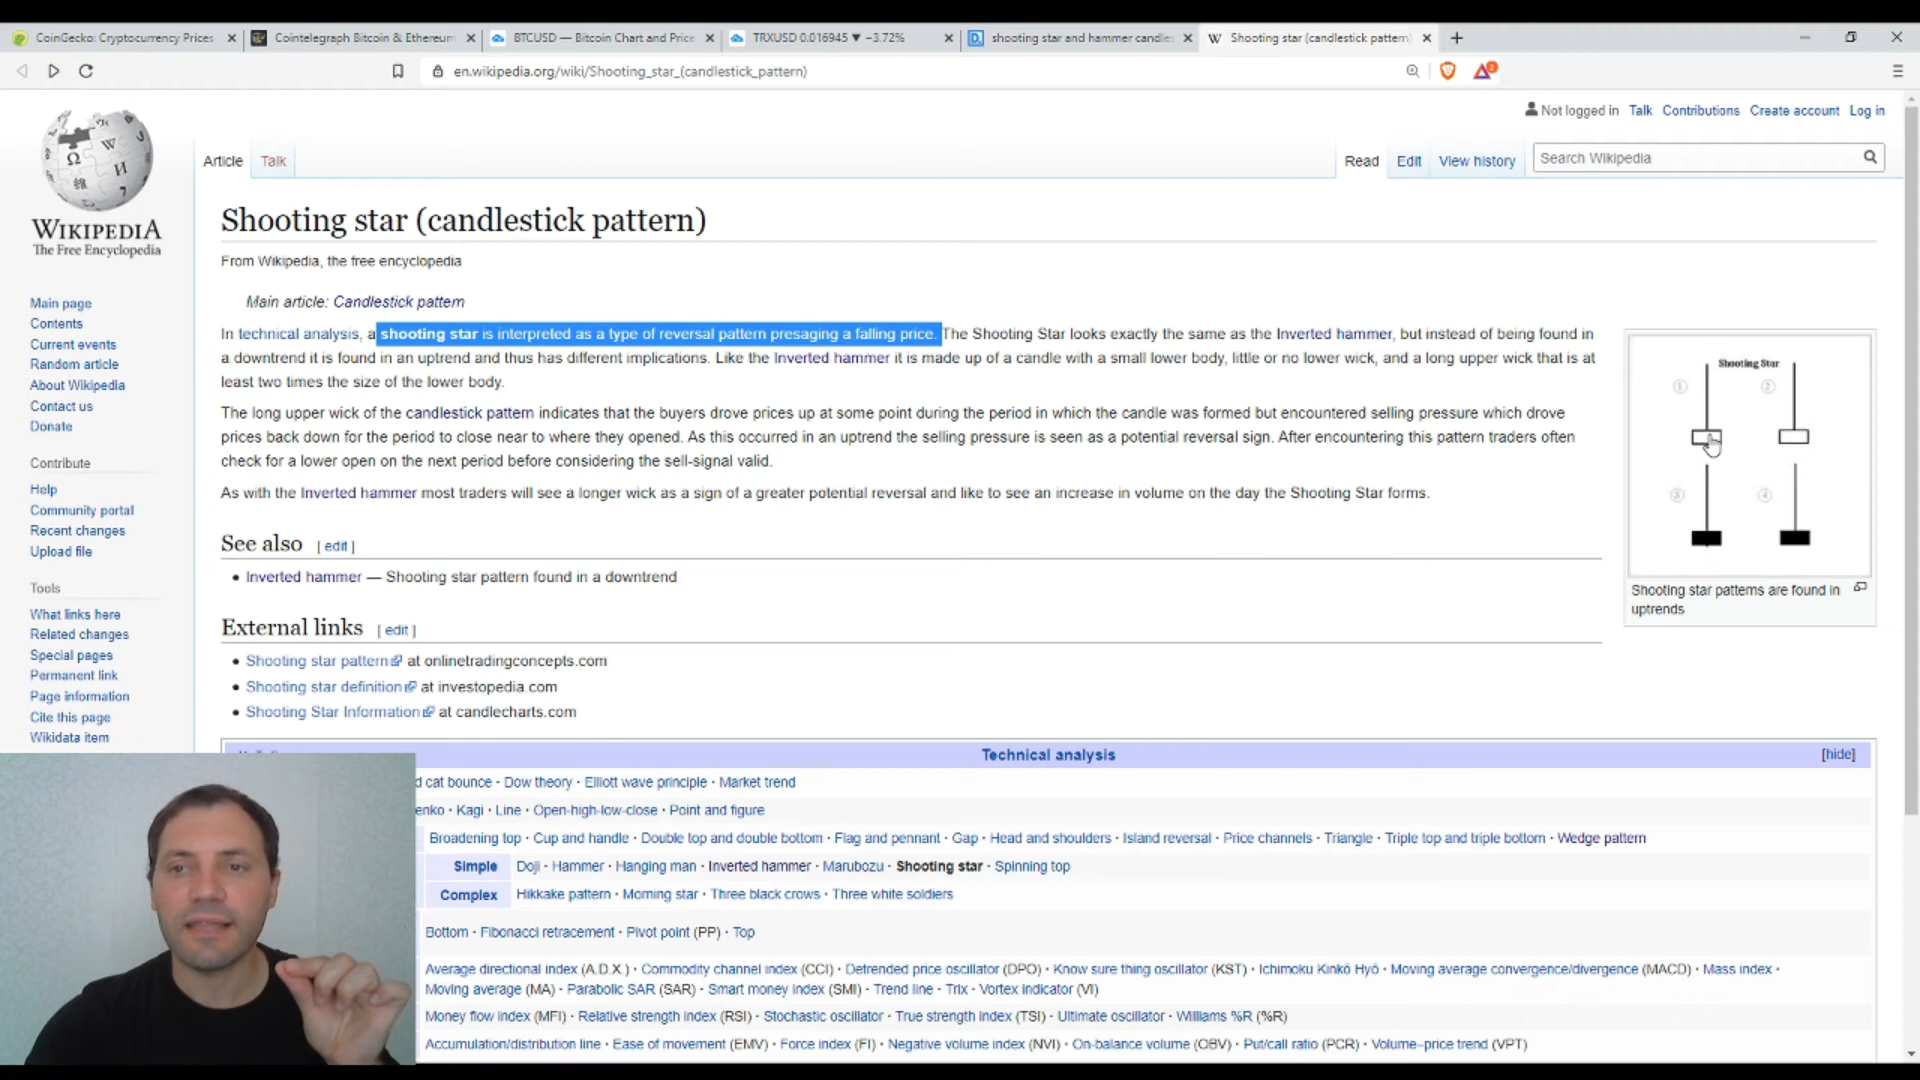 CoinGecko: Cryptocurrency Prices
Cointelegraph Bitcoin & Ethereum
BTCUSD — Bitcoin Chart and Price
TRXUSD 0.016945 ▼ −3.72%
shooting star and hammer candle
W Shooting star (candlestick pattern)
en.wikipedia.org/wiki/Shooting_star_(candlestick_pattern)
Not logged in Talk Contributions Create account Log in
Article Talk Read Edit View history Search Wikipedia
WIKIPEDIA
The Free Encyclopedia
Main page
Contents
Current events
Random article
About Wikipedia
Contact us
Donate
Contribute
Help
Community portal
Recent changes
Upload file
Tools
What links here
Related changes
Special pages
Permanent link
Page information
Cite this page
Wikidata item
Shooting star (candlestick pattern)
From Wikipedia, the free encyclopedia
Main article: Candlestick pattern
In technical analysis, a shooting star is interpreted as a type of reversal pattern presaging a falling price. The Shooting Star looks exactly the same as the Inverted hammer, but instead of being found in
a downtrend it is found in an uptrend and thus has different implications. Like the Inverted hammer it is made up of a candle with a small lower body, little or no lower wick, and a long upper wick that is at
least two times the size of the lower body.
The long upper wick of the candlestick pattern indicates that the buyers drove prices up at some point during the period in which the candle was formed but encountered selling pressure which drove
prices back down for the period to close near to where they opened. As this occurred in an uptrend the selling pressure is seen as a potential reversal sign. After encountering this pattern traders often
check for a lower open on the next period before considering the sell-signal valid.
As with the Inverted hammer most traders will see a longer wick as a sign of a greater potential reversal and like to see an increase in volume on the day the Shooting Star forms.
Shooting Star
① ②
③ ④
Shooting star patterns are found in
uptrends
See also [ edit ]
• Inverted hammer — Shooting star pattern found in a downtrend
External links [ edit ]
• Shooting star pattern at onlinetradingconcepts.com
• Shooting star definition at investopedia.com
• Shooting Star Information at candlecharts.com
Technical analysis [hide]
cat bounce · Dow theory · Elliott wave principle · Market trend
Kagi · Line · Open-high-low-close · Point and figure
Broadening top · Cup and handle · Double top and double bottom · Flag and pennant · Gap · Head and shoulders · Island reversal · Price channels · Triangle · Triple top and triple bottom · Wedge pattern
Simple Doji · Hammer · Hanging man · Inverted hammer · Marubozu · Shooting star · Spinning top
Complex Hikkake pattern · Morning star · Three black crows · Three white soldiers
Bottom · Fibonacci retracement · Pivot point (PP) · Top
Average directional index (A.D.X.) · Commodity channel index (CCI) · Detrended price oscillator (DPO) · Know sure thing oscillator (KST) · Ichimoku Kinkō Hyō · Moving average convergence/divergence (MACD) · Mass index ·
Moving average (MA) · Parabolic SAR (SAR) · Smart money index (SMI) · Trend line · Trix · Vortex indicator (VI)
Money flow index (MFI) · Relative strength index (RSI) · Stochastic oscillator · True strength index (TSI) · Ultimate oscillator · Williams %R (%R)
Accumulation/distribution line · Ease of movement (EMV) · Force index (FI) · Negative volume index (NVI) · On-balance volume (OBV) · Put/call ratio (PCR) · Volume–price trend (VPT)